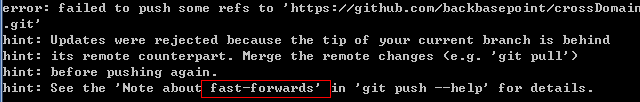 error: failed to push some refs to 'https://github.com/backbasepoint/crossDomain
.git'
hint: Updates were rejected because the tip of your current branch is behind
hint: its remote counterpart. Merge the remote changes (e.g. 'git pull')
hint: before pushing again.
hint: See the 'Note about fast-forwards' in 'git push --help' for details.